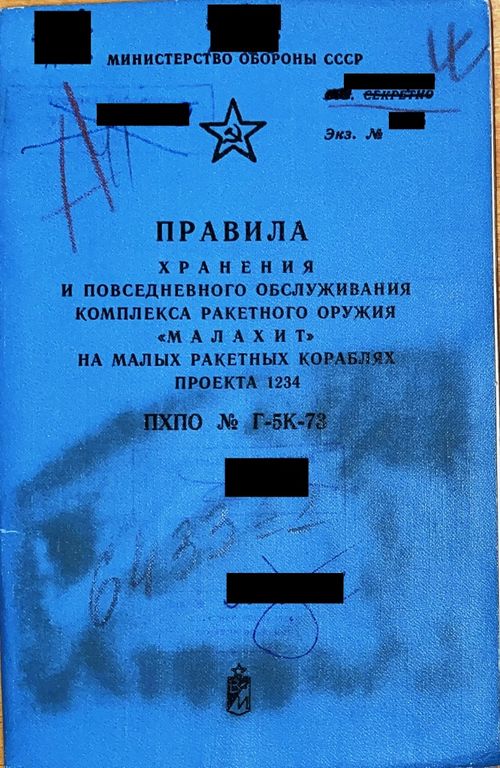 МИНИСТЕРСТВО ОБОРОНЫ СССР
СЕКРЕТНО
Экз. №
ПРАВИЛА
ХРАНЕНИЯ
И ПОВСЕДНЕВНОГО ОБСЛУЖИВАНИЯ
КОМПЛЕКСА РАКЕТНОГО ОРУЖИЯ
«МАЛАХИТ»
НА МАЛЫХ РАКЕТНЫХ КОРАБЛЯХ
ПРОЕКТА 1234
ПХПО № Г-5К-73